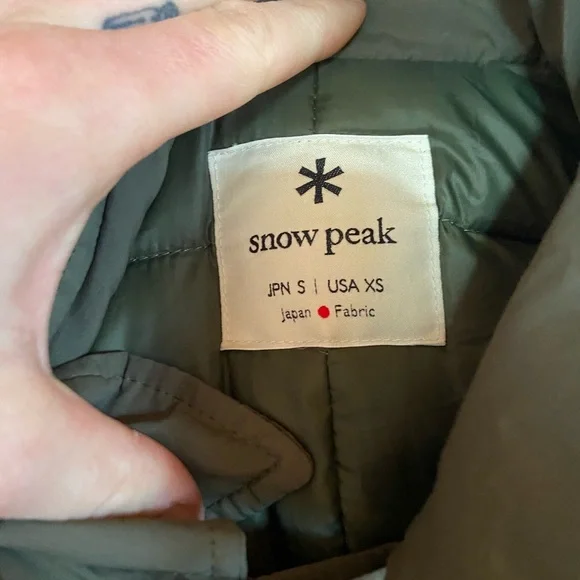 snow peak
JPN S | USA XS
Japan Fabric